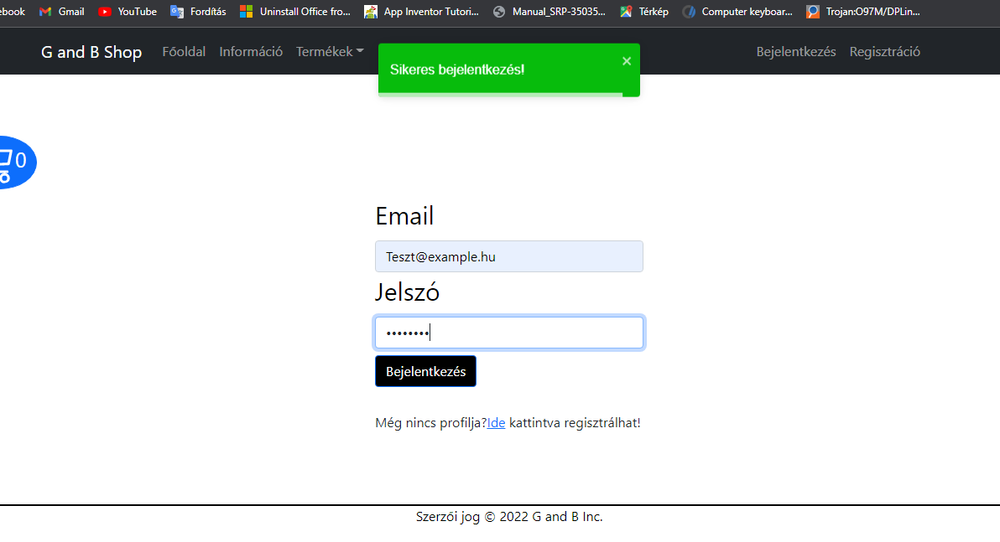 ebook Gmail YouTube Fordítás Uninstall Office fro... App Inventor Tutori... Manual_SRP-35035... Térkép Computer keyboar... Trojan:O97M/DPLin...
G and B Shop Főoldal Információ Termékek Bejelentkezés Regisztráció
Sikeres bejelentkezés!
0
Email
Teszt@example.hu
Jelszó
••••••••
Bejelentkezés
Még nincs profilja?Ide kattintva regisztrálhat!
Szerzői jog © 2022 G and B Inc.